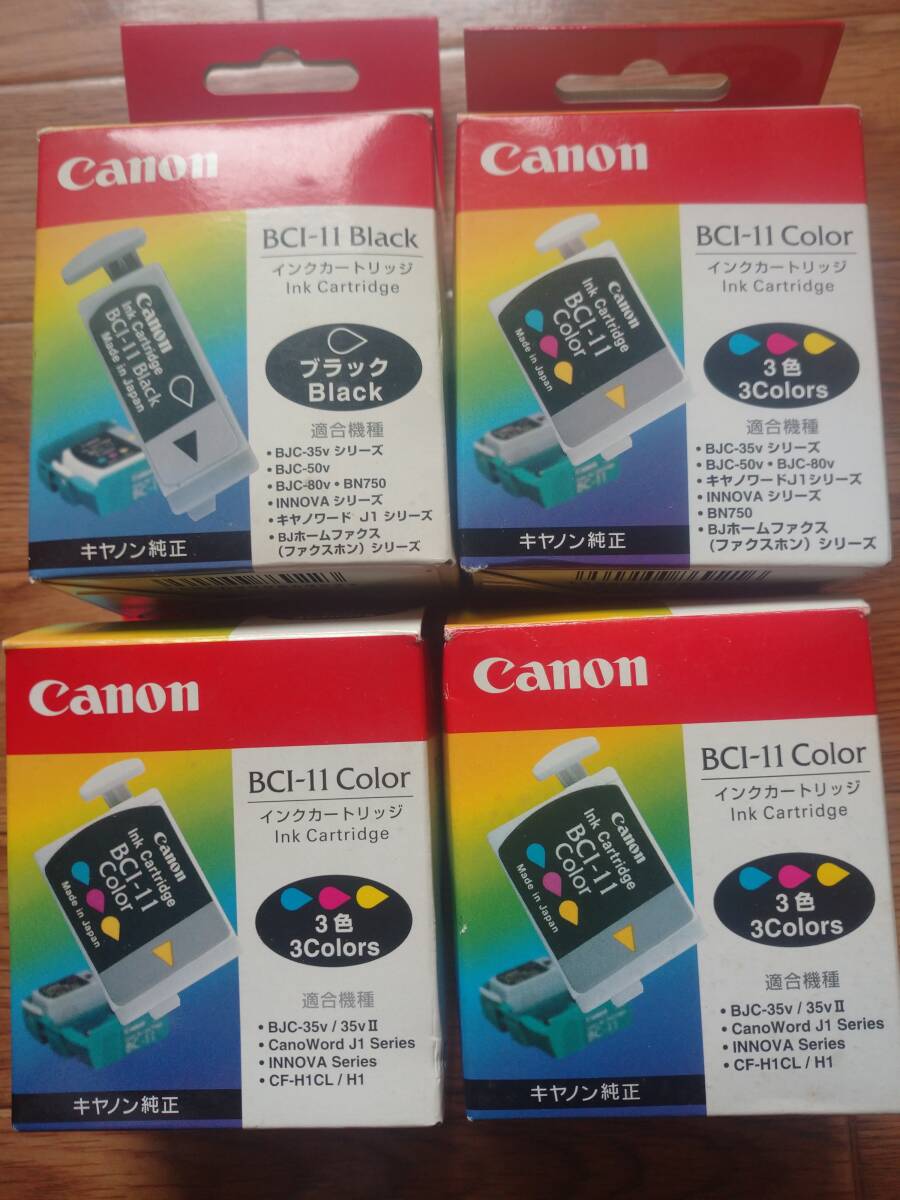 Canon
BCI-11 Black
インクカートリッジ
Ink Cartridge
Canon
Ink Cartridge
BCI-11 Black
Made in Japan
ブラック
Black
適合機種
• BJC-35v シリーズ
• BJC-50v
• BJC-80v • BN750
• INNOVA シリーズ
• キヤノワード J1 シリーズ
• BJホームファクス
(ファクスホン) シリーズ
キヤノン純正
Canon
BCI-11 Color
インクカートリッジ
Ink Cartridge
Canon
Ink Cartridge
BCI-11
Color
Made in Japan
3色
3Colors
適合機種
• BJC-35v シリーズ
• BJC-50v • BJC-80v
• キヤノワードJ1シリーズ
• INNOVA シリーズ
• BN750
• BJホームファクス
(ファクスホン) シリーズ
キヤノン純正
Canon
BCI-11 Color
インクカートリッジ
Ink Cartridge
Canon
Ink Cartridge
BCI-11
Color
Made in Japan
3色
3Colors
適合機種
• BJC-35v / 35vⅡ
• CanoWord J1 Series
• INNOVA Series
• CF-H1CL / H1
キヤノン純正
Canon
BCI-11 Color
インクカートリッジ
Ink Cartridge
Canon
Ink Cartridge
BCI-11
Color
Made in Japan
3色
3Colors
適合機種
• BJC-35v / 35vⅡ
• CanoWord J1 Series
• INNOVA Series
• CF-H1CL / H1
キヤノン純正